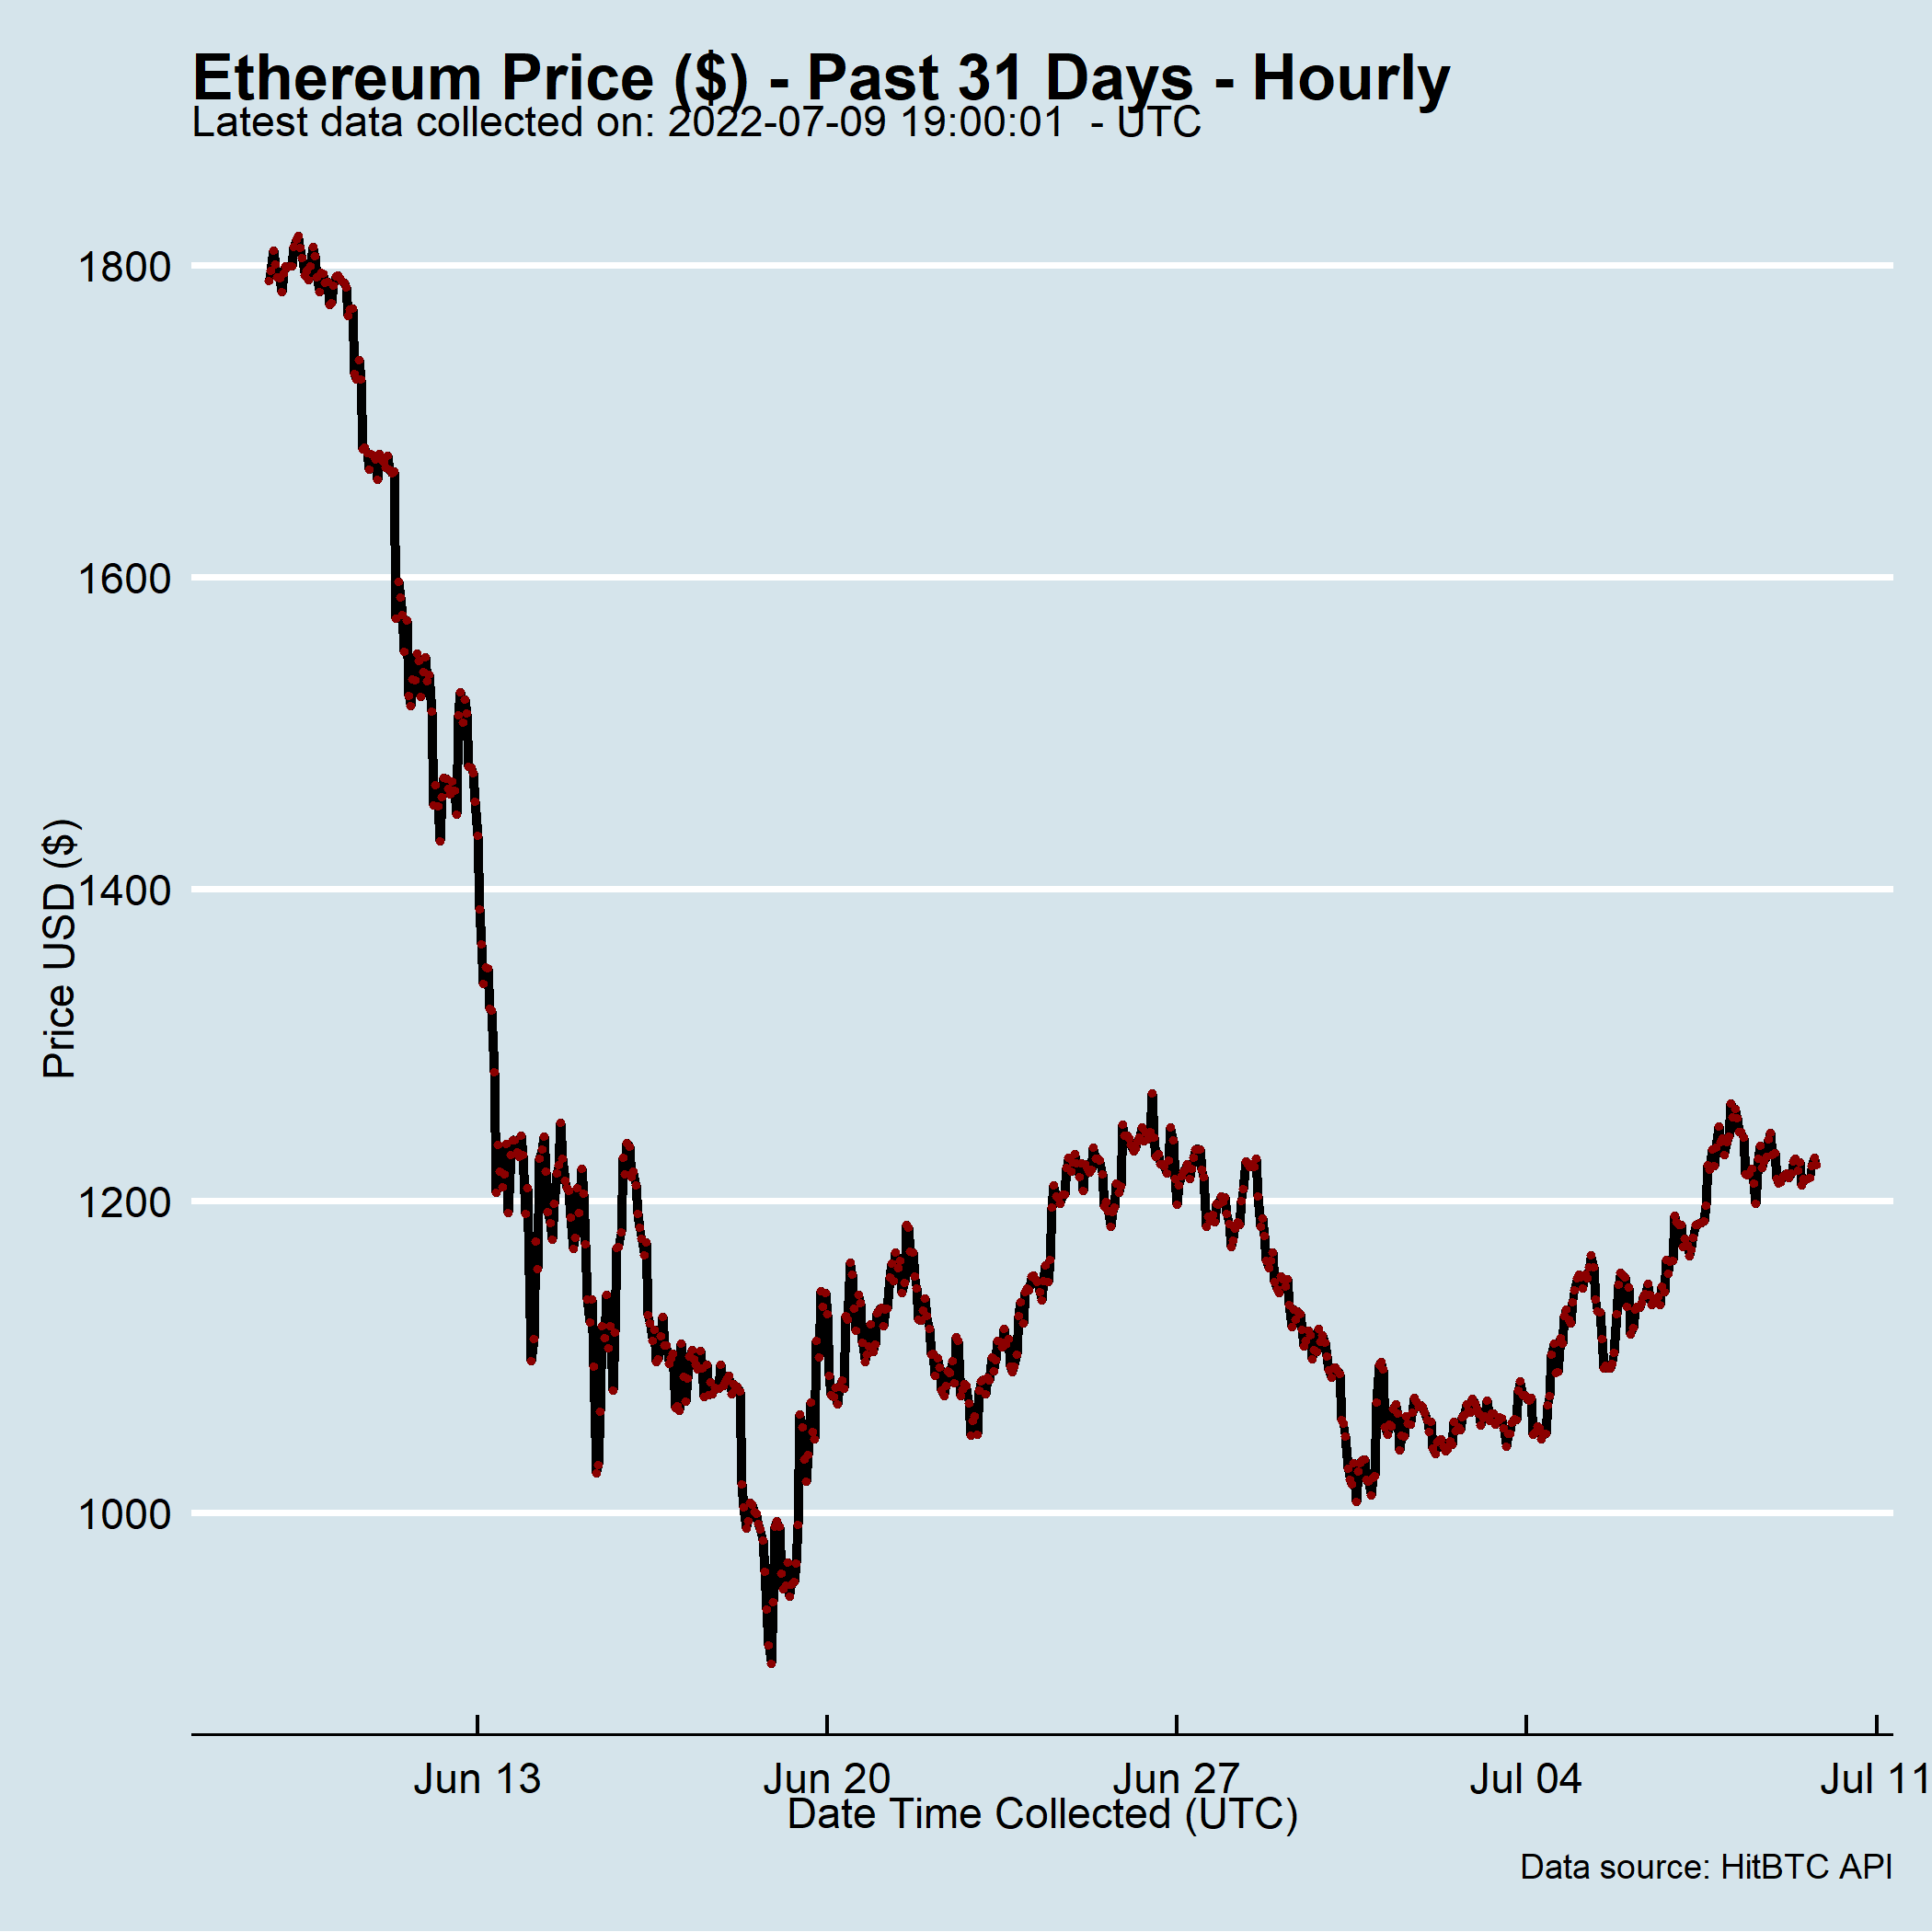 Ethereum Price ($) - Past 31 Days - Hourly
Latest data collected on: 2022-07-09 19:00:01  - UTC
1800
1600
1400
1200
1000
Price USD ($)
Jun 13
Jun 20
Jun 27
Jul 04
Jul 11
Date Time Collected (UTC)
Data source: HitBTC API